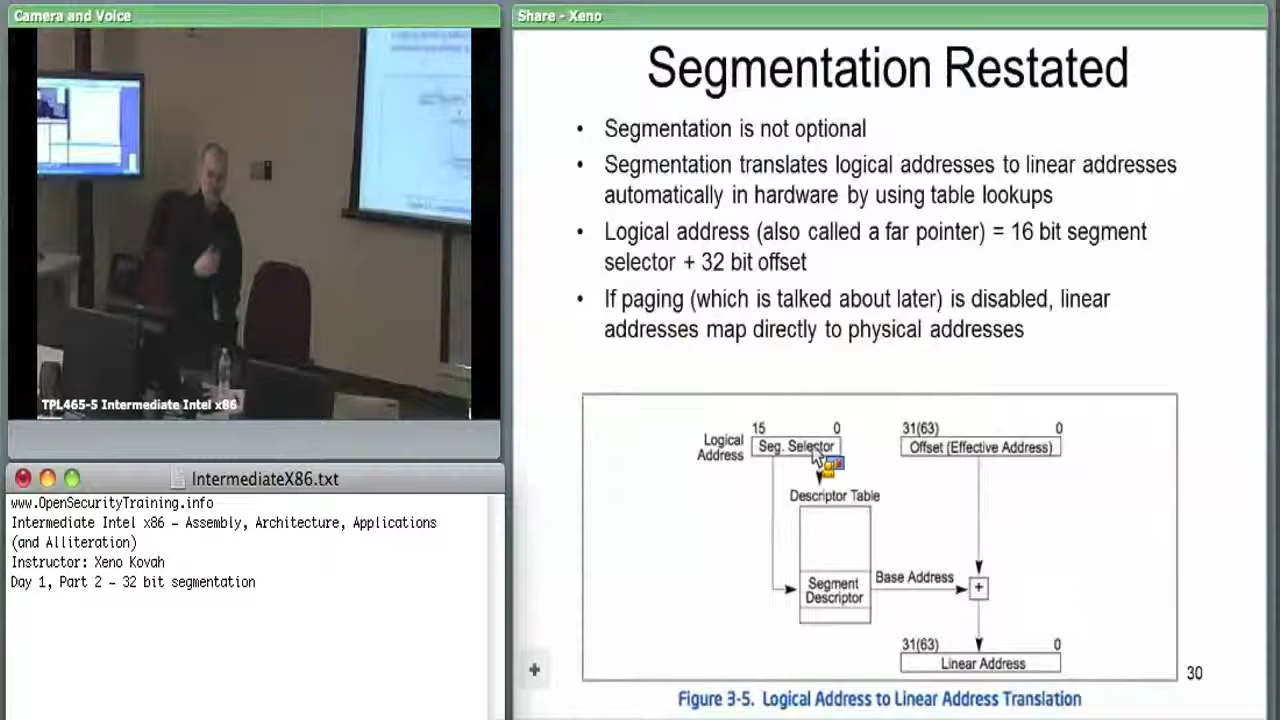 Camera and Voice
TPL465-5 Intermediate Intel x86
IntermediateX86.txt
www.OpenSecurityTraining.info
Intermediate Intel x86 – Assembly, Architecture, Applications
(and Alliteration)
Instructor: Xeno Kovah
Day 1, Part 2 – 32 bit segmentation
Share - Xeno
Segmentation Restated
• Segmentation is not optional
• Segmentation translates logical addresses to linear addresses
automatically in hardware by using table lookups
• Logical address (also called a far pointer) = 16 bit segment
selector + 32 bit offset
• If paging (which is talked about later) is disabled, linear
addresses map directly to physical addresses
15 0 31(63) 0
Logical
Address
Seg. Selector
Offset (Effective Address)
Descriptor Table
Segment
Descriptor
Base Address
+
31(63) 0
Linear Address
30
Figure 3-5. Logical Address to Linear Address Translation